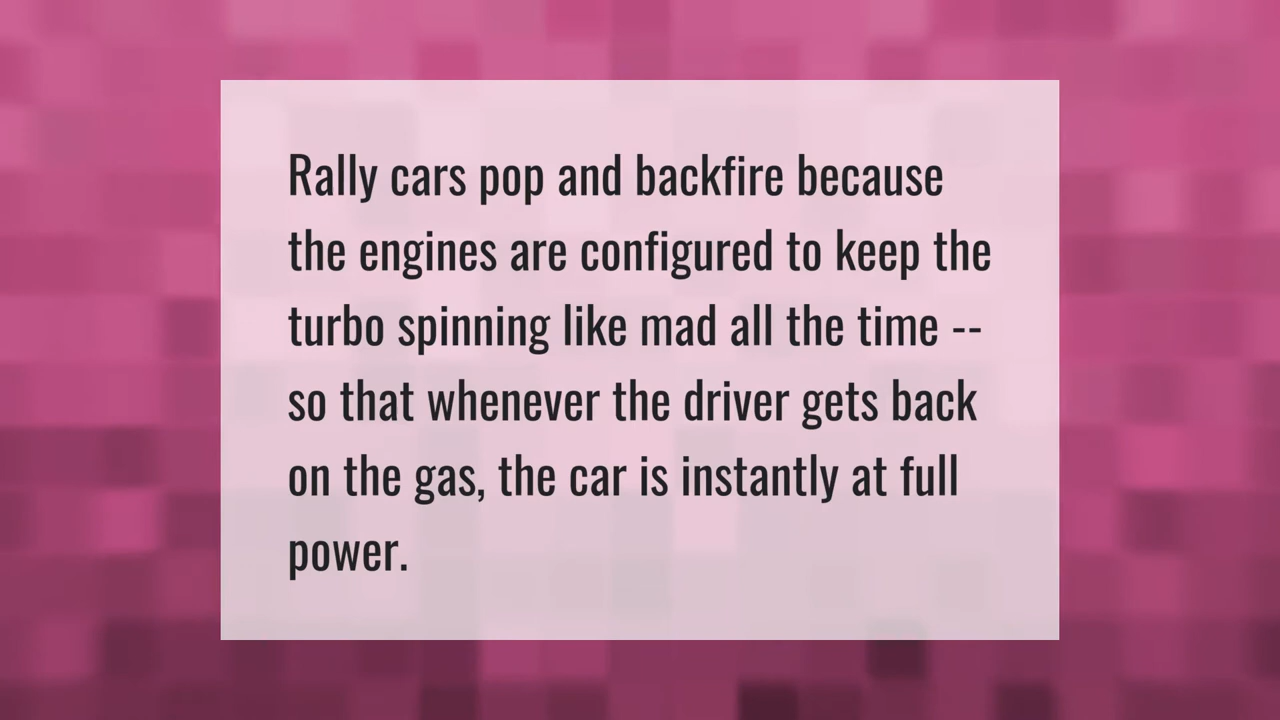 Rally cars pop and backfire because
the engines are configured to keep the
turbo spinning like mad all the time --
so that whenever the driver gets back
on the gas, the car is instantly at full
power.